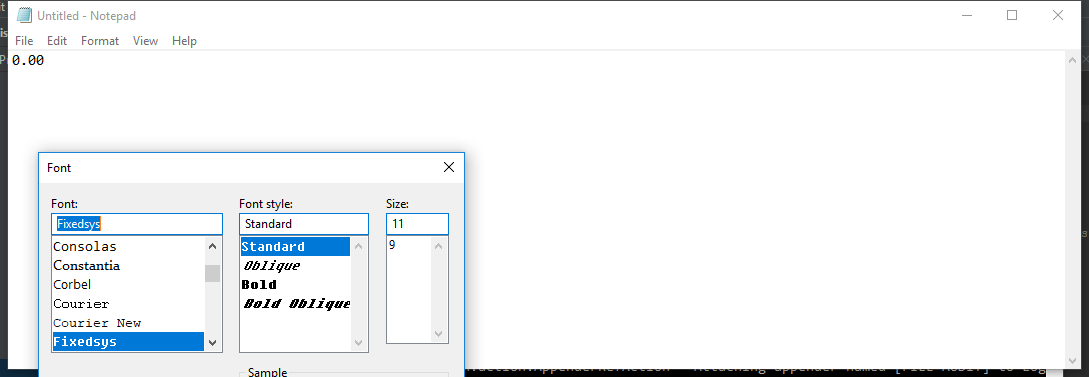 Untitled - Notepad
File Edit Format View Help
0.00
Font
Font: Font style: Size:
Fixedsys Standard 11
Consolas Standard 9
Constantia Oblique
Corbel Bold
Courier Bold Oblique
Courier New
Fixedsys
Sample